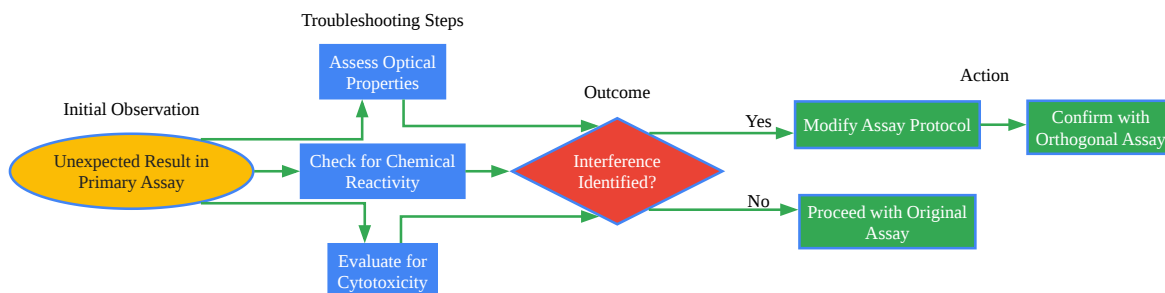 Troubleshooting Steps
Assess Optical
Properties
Initial Observation
Unexpected Result in
Primary Assay
Check for Chemical
Reactivity
Evaluate for
Cytotoxicity
Outcome
Interference
Identified?
Yes
No
Action
Modify Assay Protocol
Confirm with
Orthogonal Assay
Proceed with Original
Assay